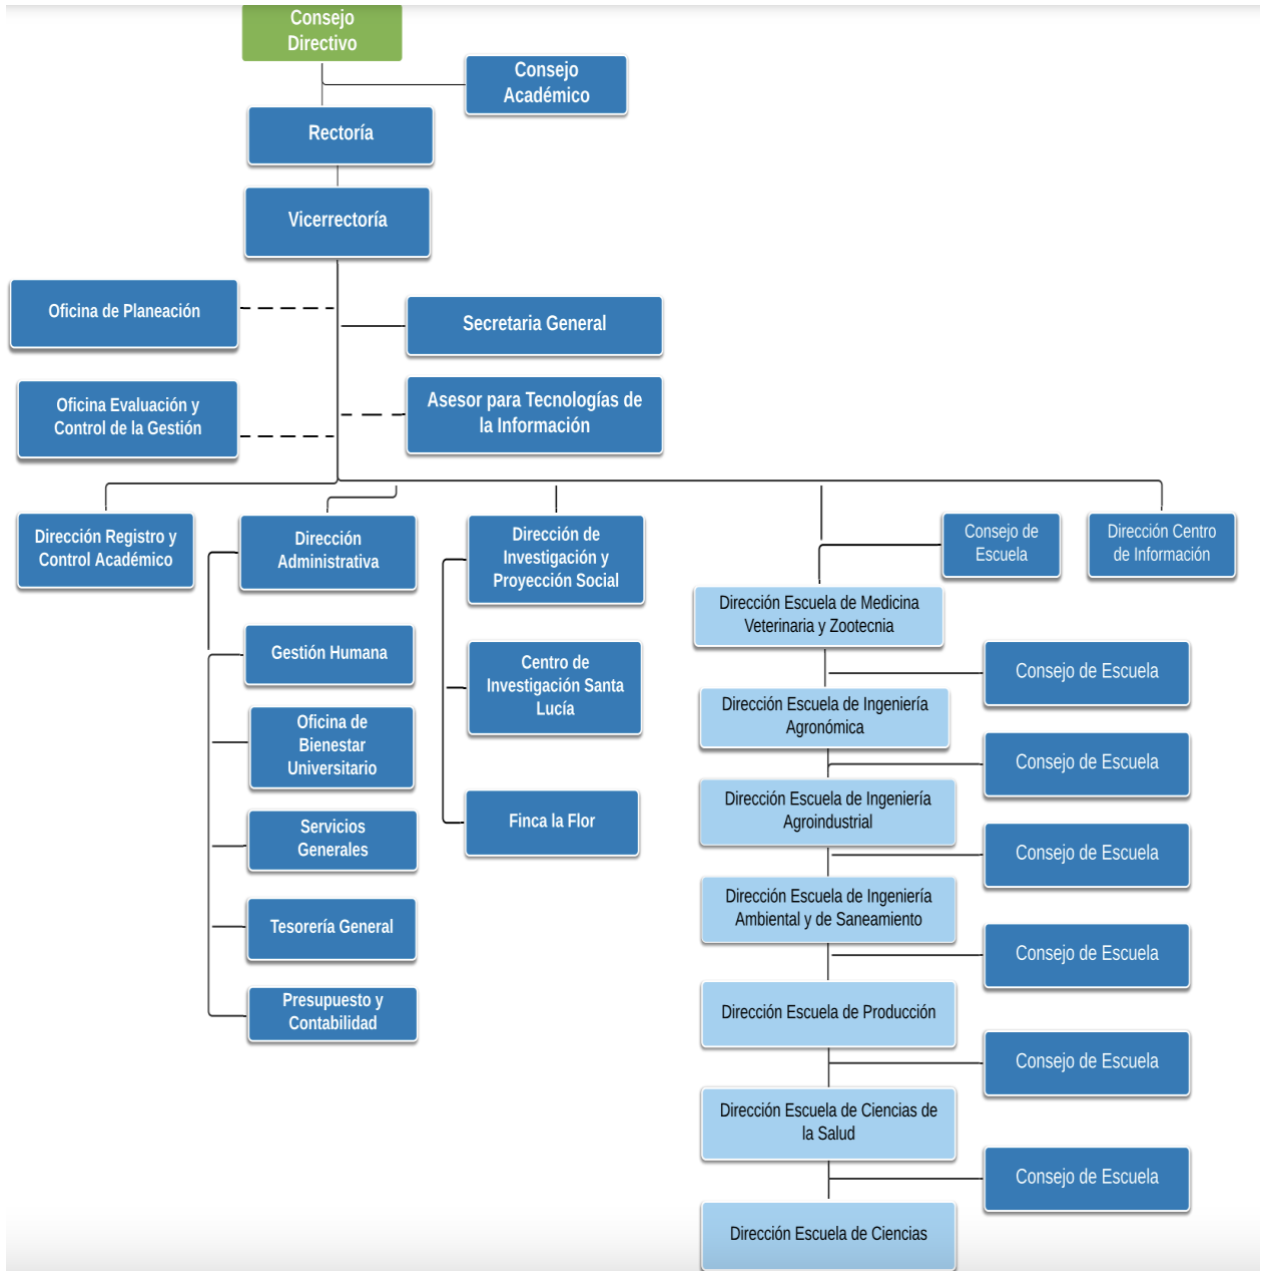 Consejo
Directivo
Consejo
Académico
Rectoría
Vicerrectoría
Oficina de Planeación
Secretaria General
Oficina Evaluación y
Control de la Gestión
Asesor para Tecnologías de
la Información
Dirección Registro y
Control Académico
Dirección
Administrativa
Dirección de
Investigación y
Proyección Social
Consejo de
Escuela
Dirección Centro
de Información
Gestión Humana
Oficina de
Bienestar
Universitario
Servicios
Generales
Tesorería General
Presupuesto y
Contabilidad
Centro de
Investigación Santa
Lucía
Finca la Flor
Dirección Escuela de Medicina
Veterinaria y Zootecnia
Consejo de Escuela
Dirección Escuela de Ingeniería
Agronómica
Consejo de Escuela
Dirección Escuela de Ingeniería
Agroindustrial
Consejo de Escuela
Dirección Escuela de Ingeniería
Ambiental y de Saneamiento
Consejo de Escuela
Dirección Escuela de Producción
Consejo de Escuela
Dirección Escuela de Ciencias de
la Salud
Consejo de Escuela
Dirección Escuela de Ciencias